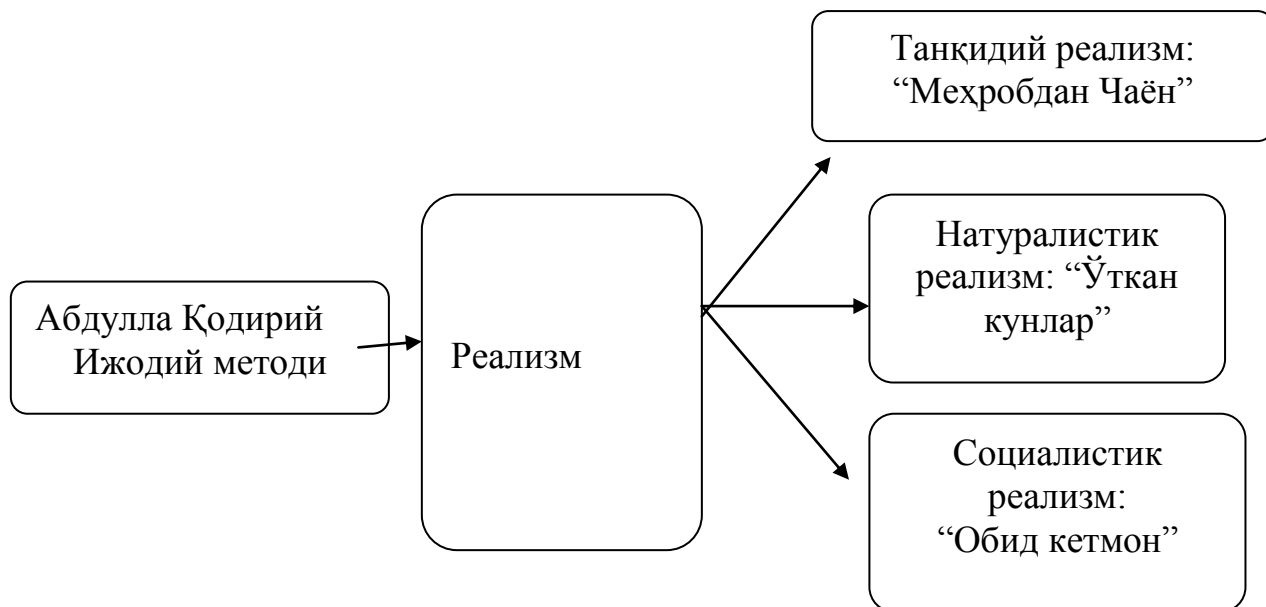 Абдулла Қодирий
Ижодий методи
Реализм
Танқидий реализм:
“Меҳробдан Чаён”
Натуралистик
реализм: “Ўткан
кунлар”
Социалистик
реализм:
“Обид кетмон”